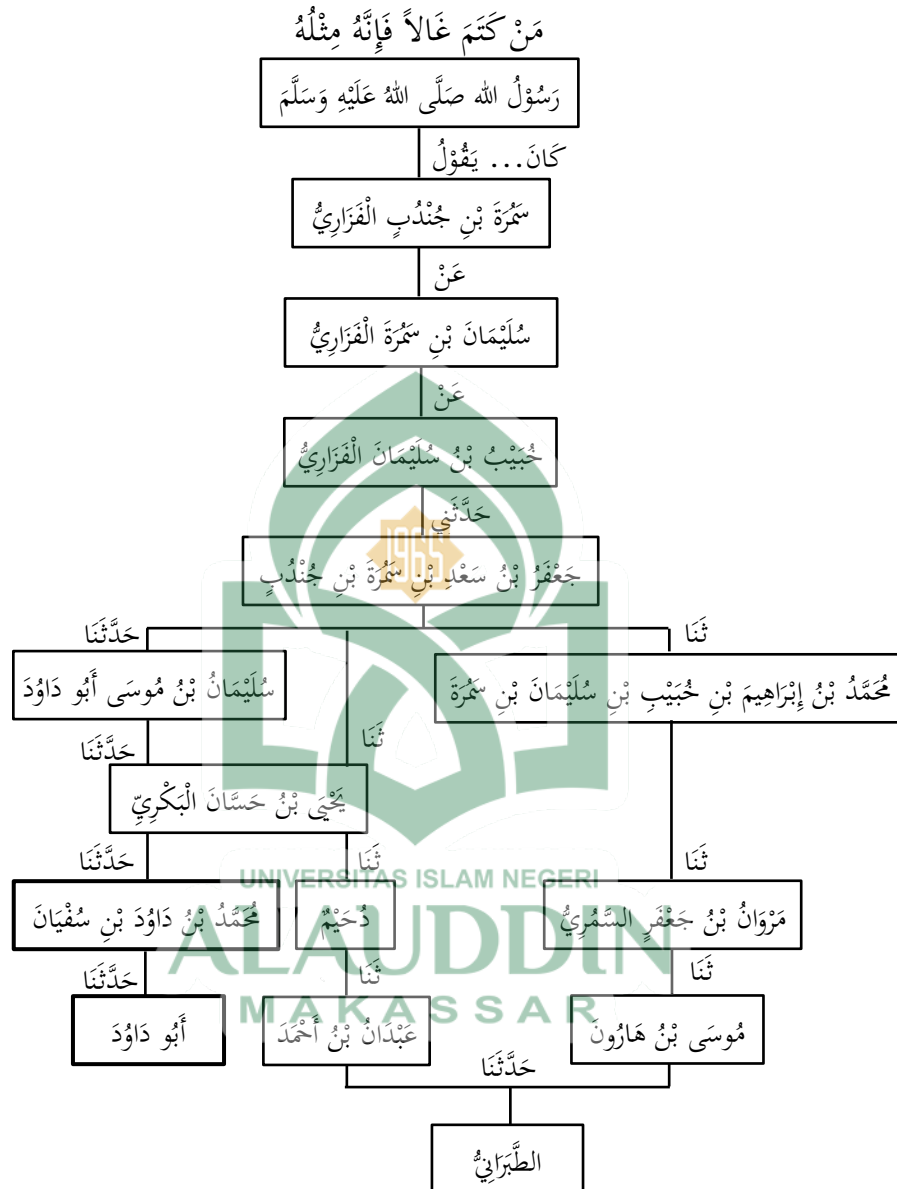 مَنْ كَتَمَ غَالاً فَإِنَّهُ مِثْلُهُ
رَسُوْلُ الله صَلَّى اللهُ عَلَيْهِ وَسَلَّمَ
كَانَ... يَقُوْلُ
سَمُرَةَ بْنِ جُنْدُبٍ الْفَزَارِيُّ
عَنْ
سُلَيْمَانَ بْنِ سَمُرَةَ الْفَزَارِيُّ
عَنْ
خُبَيْبُ بْنُ سُلَيْمَانَ الْفَزَارِيُّ
حَدَّثَنِي
1965
جَعْفَرُ بْنُ سَعْدِ بْنِ سَمُرَةَ بْنِ جُنْدُبٍ
ثَنَا
حَدَّثَنَا
مُحَمَّدُ بْنُ إِبْرَاهِيمَ بْنِ خُبَيْبِ بْنِ سُلَيْمَانَ بْنِ سَمُرَةَ
سُلَيْمَانُ بْنُ مُوسَى أَبُو دَاوُدَ
ثَنَا
حَدَّثَنَا
يَحْيَى بْنُ حَسَّانَ الْبَكْرِيِّ
ثَنَا
ثَنَا
حَدَّثَنَا
UNIVERSITAS ISLAM NEGERI
مَرْوَانُ بْنُ جَعْفَرٍ السَّمُرِيُّ
دُحَيْمٌ
مُحَمَّدُ بْنُ دَاوُدَ بْنِ سُفْيَانَ
ALAUDDIN
ثَنَا
ثَنَا
حَدَّثَنَا
MAKASSAR
مُوسَى بْنُ هَارُونَ
عَبْدَانُ بْنُ أَحْمَدَ
أَبُو دَاوُدَ
حَدَّثَنَا
الطَّبَرَانِيُّ